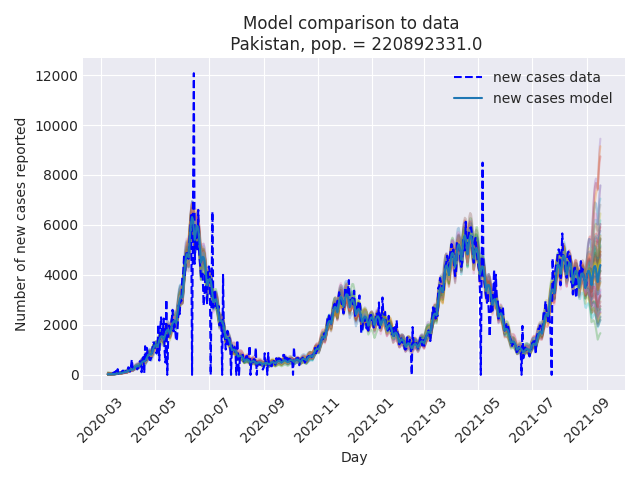 Model comparison to data
Pakistan, pop. = 220892331.0
new cases data
new cases model
Number of new cases reported
12000
10000
8000
6000
4000
2000
0
2020-03
2020-05
2020-07
2020-09
2020-11
2021-01
2021-03
2021-05
2021-07
2021-09
Day